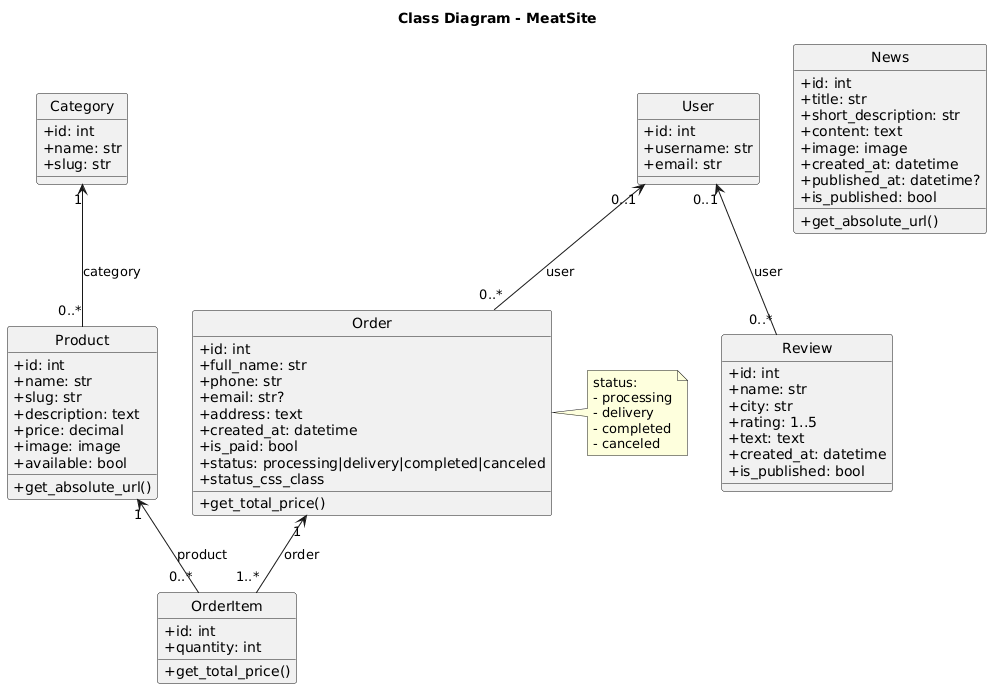 Class Diagram - MeatSite
News
+id: int
+title: str
+short_description: str
+content: text
+image: image
+created_at: datetime
+published_at: datetime?
+is_published: bool
+get_absolute_url()
Category
+id: int
+name: str
+slug: str
User
+id: int
+username: str
+email: str
1
category
0..*
0..1
user
0..*
0..1
user
0..*
Product
+id: int
+name: str
+slug: str
+description: text
+price: decimal
+image: image
+available: bool
+get_absolute_url()
Order
+id: int
+full_name: str
+phone: str
+email: str?
+address: text
+created_at: datetime
+is_paid: bool
+status: processing|delivery|completed|canceled
+status_css_class
+get_total_price()
status:
- processing
- delivery
- completed
- canceled
Review
+id: int
+name: str
+city: str
+rating: 1..5
+text: text
+created_at: datetime
+is_published: bool
1
product
0..*
1
order
1..*
OrderItem
+id: int
+quantity: int
+get_total_price()